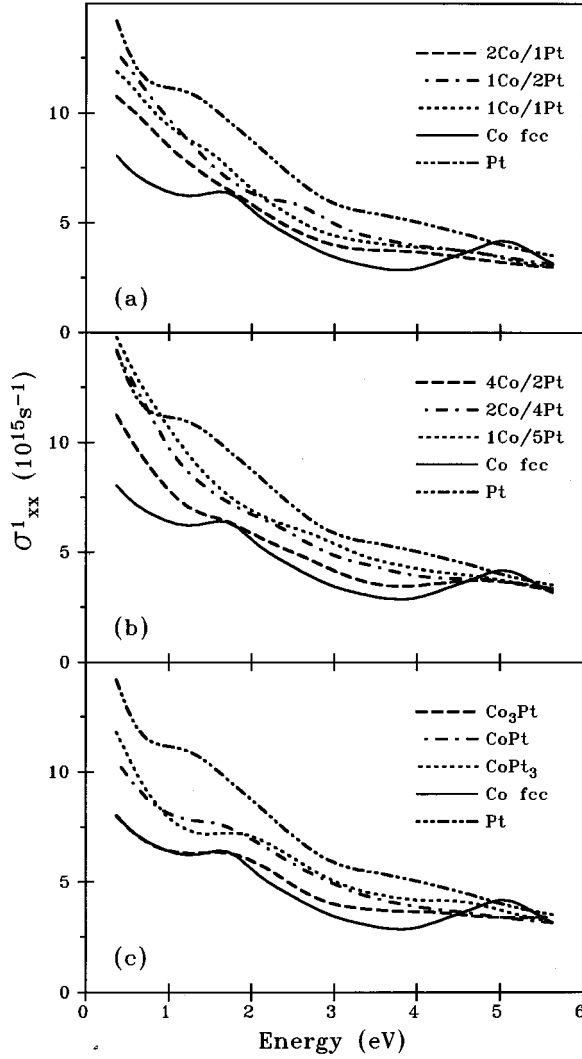 2Co/1Pt
1Co/2Pt
1Co/1Pt
Co fcc
Pt
10
5
0
(a)
4Co/2Pt
2Co/4Pt
1Co/5Pt
Co fcc
Pt
10
5
0
(b)
σ¹xx (10¹⁵s⁻¹)
Co₃Pt
CoPt
CoPt₃
Co fcc
Pt
10
5
0
(c)
0 1 2 3 4 5 6
Energy (eV)